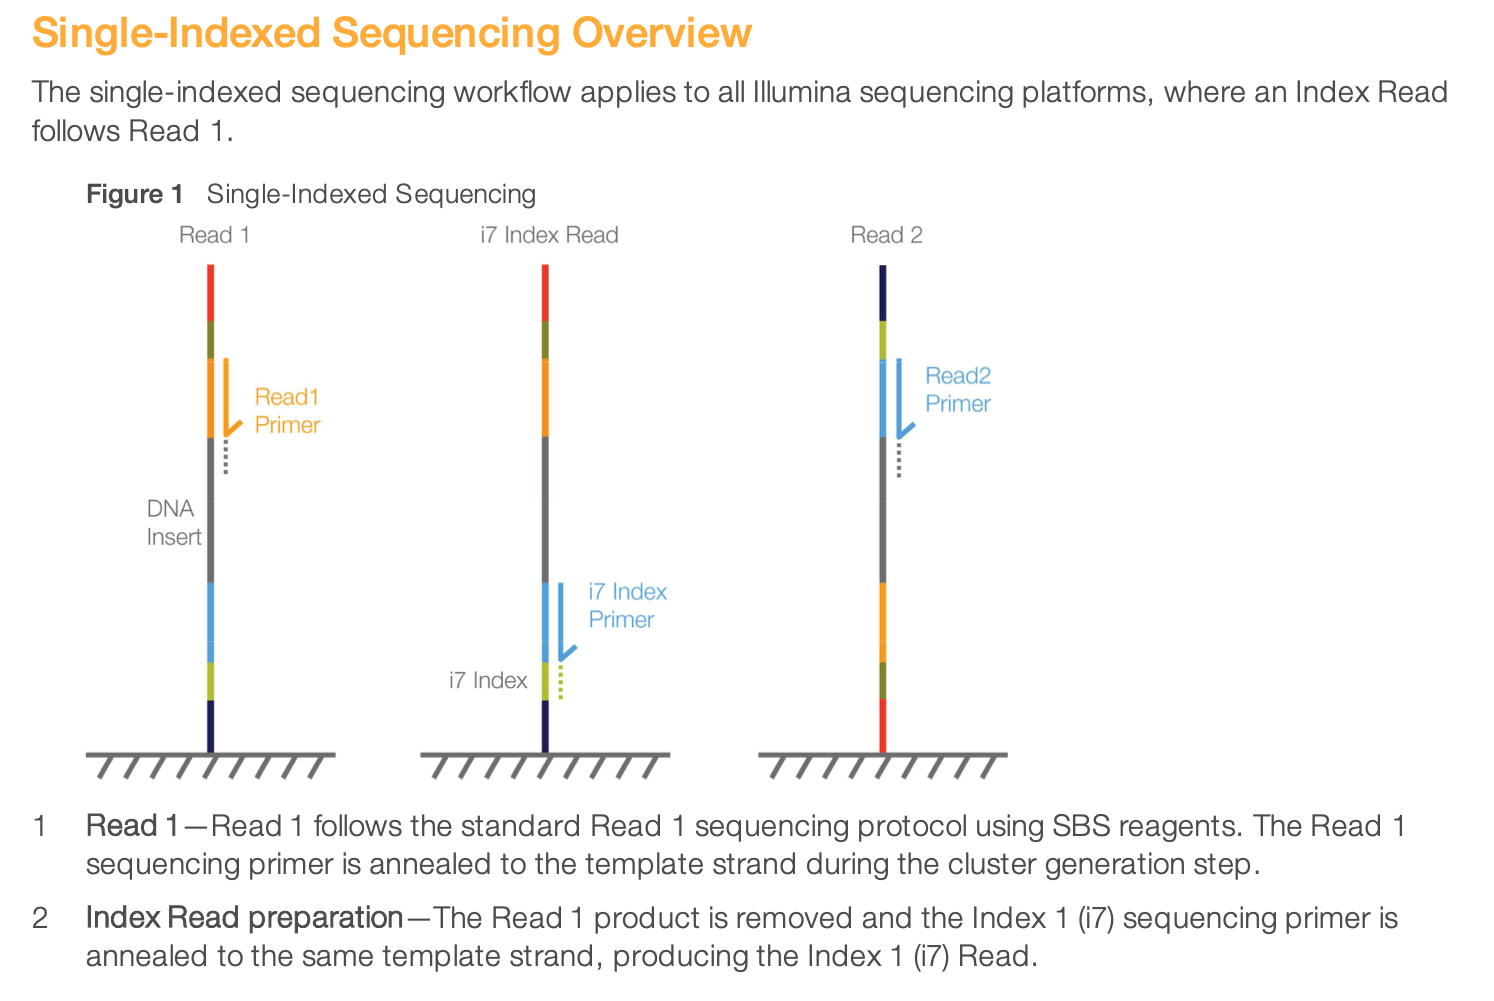 Single-Indexed Sequencing Overview
The single-indexed sequencing workflow applies to all Illumina sequencing platforms, where an Index Read
follows Read 1.
Figure 1 Single-Indexed Sequencing
Read 1
i7 Index Read
Read 2
Read1
Primer
DNA
Insert
i7 Index
Primer
i7 Index
Read2
Primer
1 Read 1—Read 1 follows the standard Read 1 sequencing protocol using SBS reagents. The Read 1
sequencing primer is annealed to the template strand during the cluster generation step.
2 Index Read preparation—The Read 1 product is removed and the Index 1 (i7) sequencing primer is
annealed to the same template strand, producing the Index 1 (i7) Read.